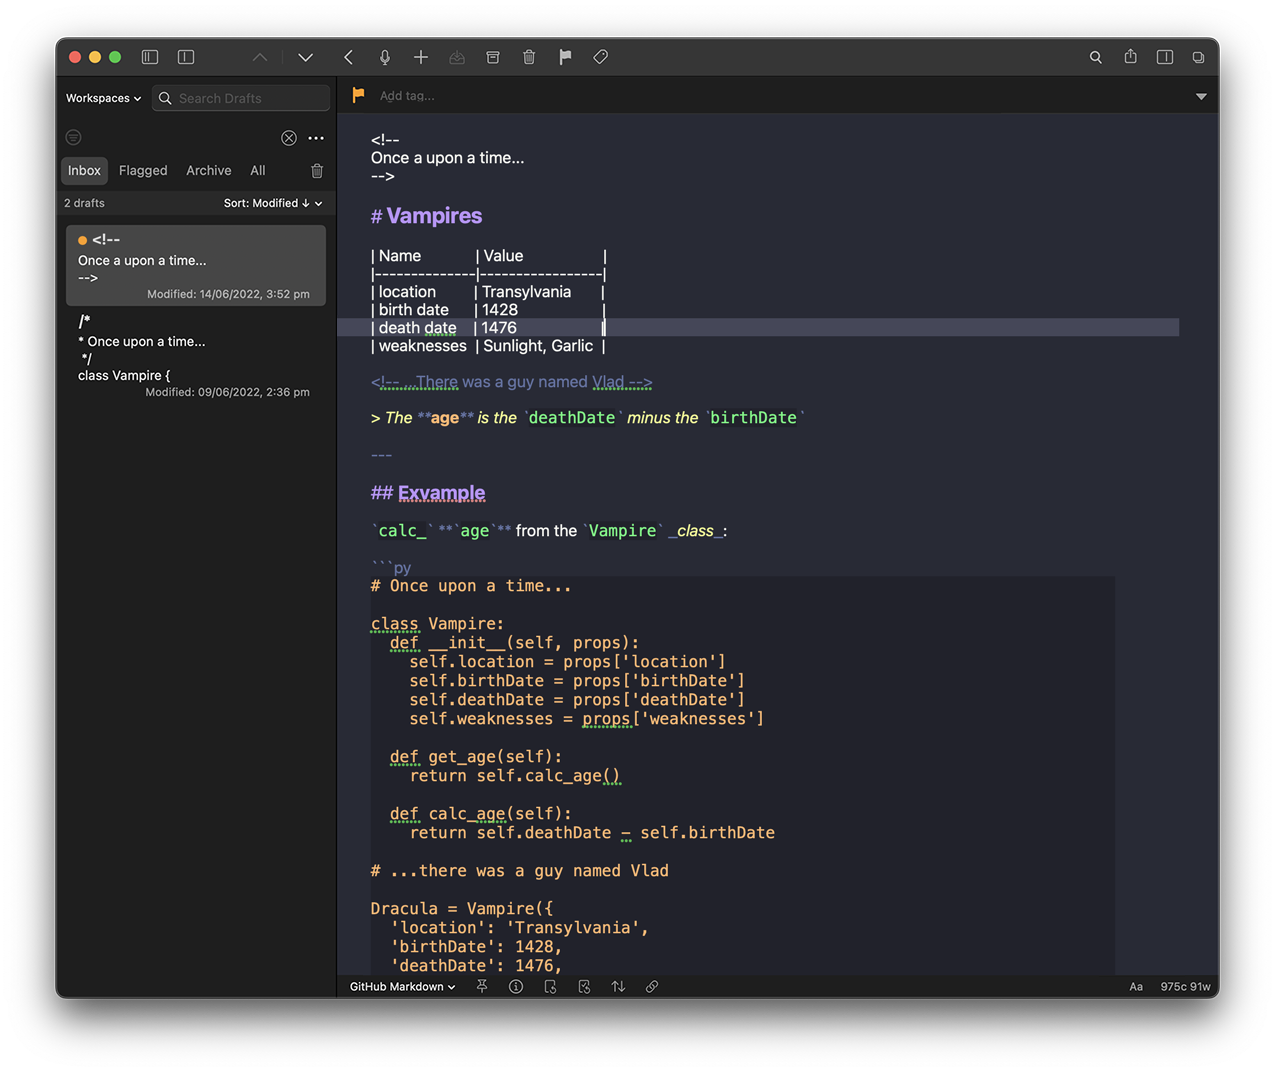 Workspaces
Search Drafts
Inbox Flagged Archive All
2 drafts Sort: Modified ↓
<!--
Once a upon a time...
-->
Modified: 14/06/2022, 3:52 pm
/*
* Once upon a time...
*/
class Vampire {
Modified: 09/06/2022, 2:36 pm
Add tag...
<!--
Once a upon a time...
-->
# Vampires
| Name | Value |
|--------------|------------------|
| location | Transylvania |
| birth date | 1428 |
| death date | 1476 |
| weaknesses | Sunlight, Garlic |
<!-- ...There was a guy named Vlad -->
> The **age** is the `deathDate` minus the `birthDate`
---
## Exvample
`calc_` **`age`** from the `Vampire` _class_:
```py
# Once upon a time...
class Vampire:
  def __init__(self, props):
    self.location = props['location']
    self.birthDate = props['birthDate']
    self.deathDate = props['deathDate']
    self.weaknesses = props['weaknesses']
  def get_age(self):
    return self.calc_age()
  def calc_age(self):
    return self.deathDate – self.birthDate
# ...there was a guy named Vlad
Dracula = Vampire({
  'location': 'Transylvania',
  'birthDate': 1428,
  'deathDate': 1476,
GitHub Markdown
Aa 975c 91w